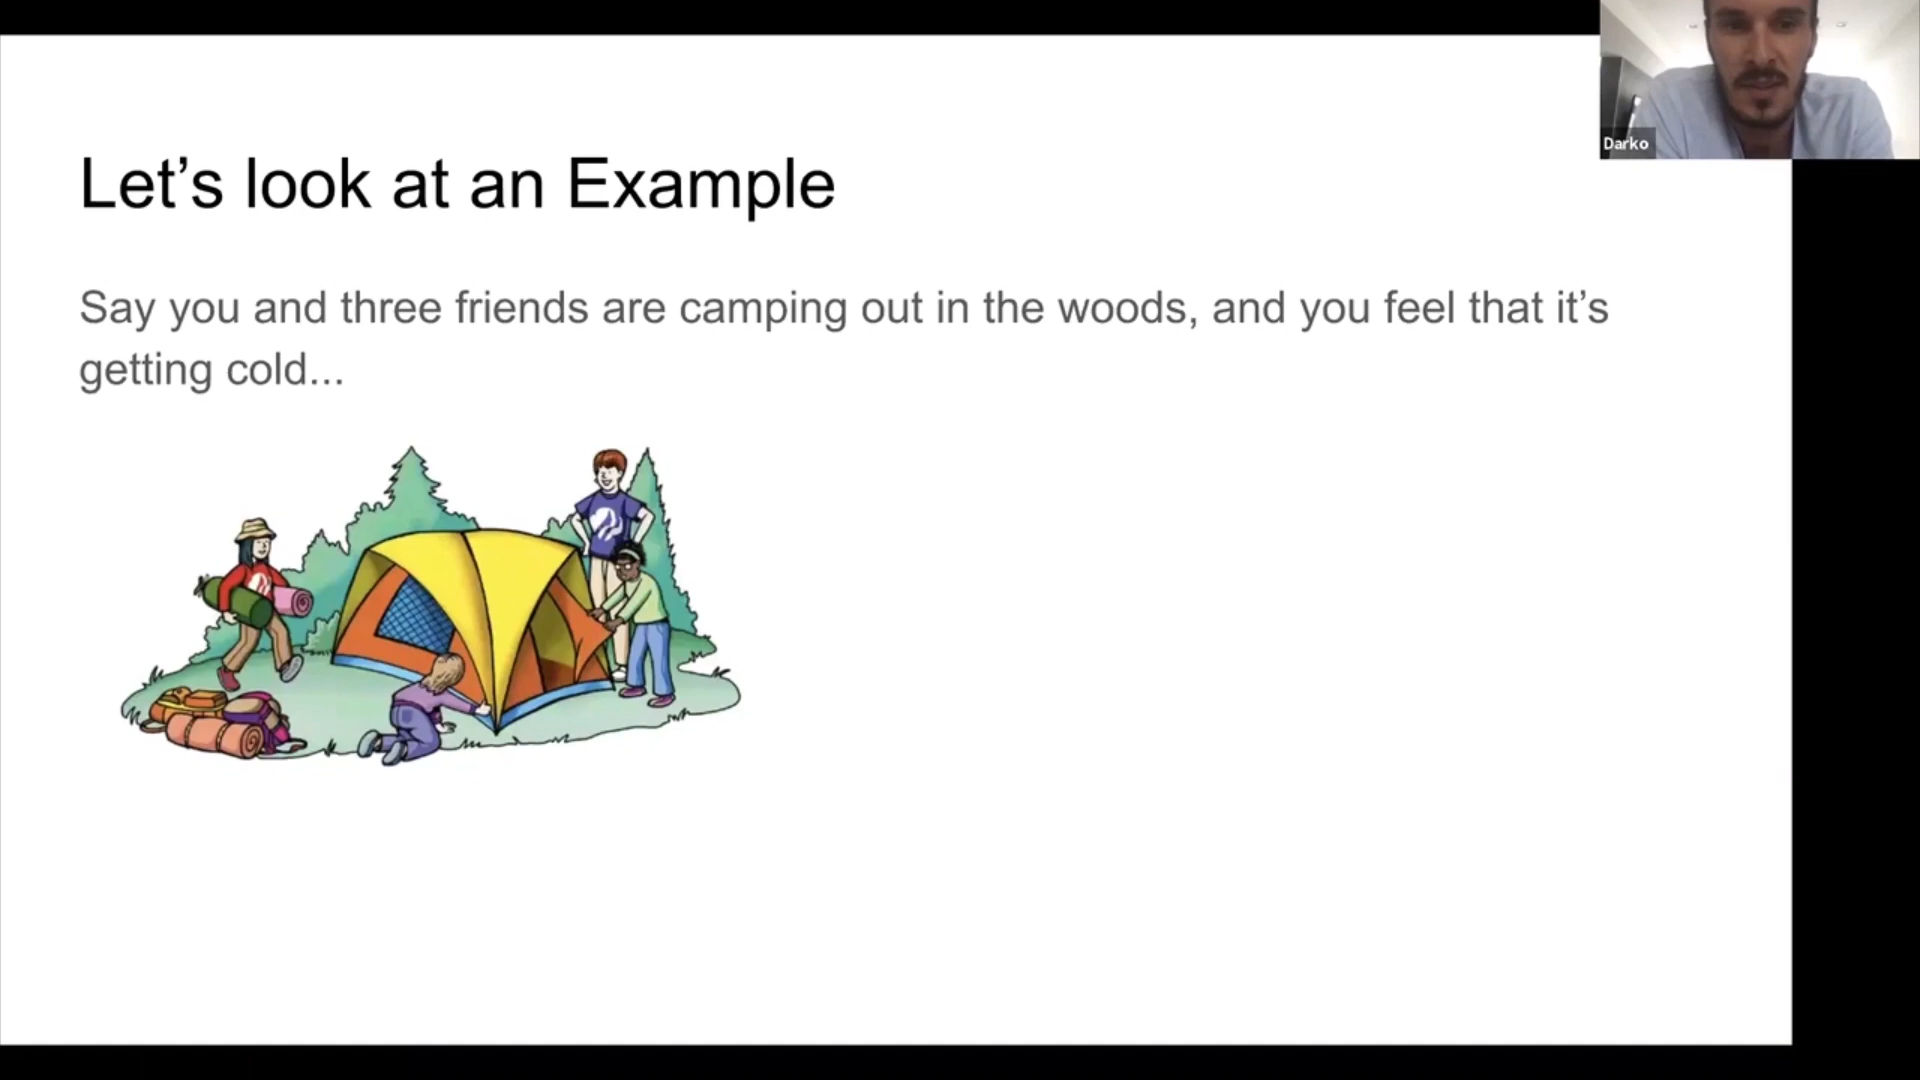 Let’s look at an Example
Say you and three friends are camping out in the woods, and you feel that it’s
getting cold...
Darko